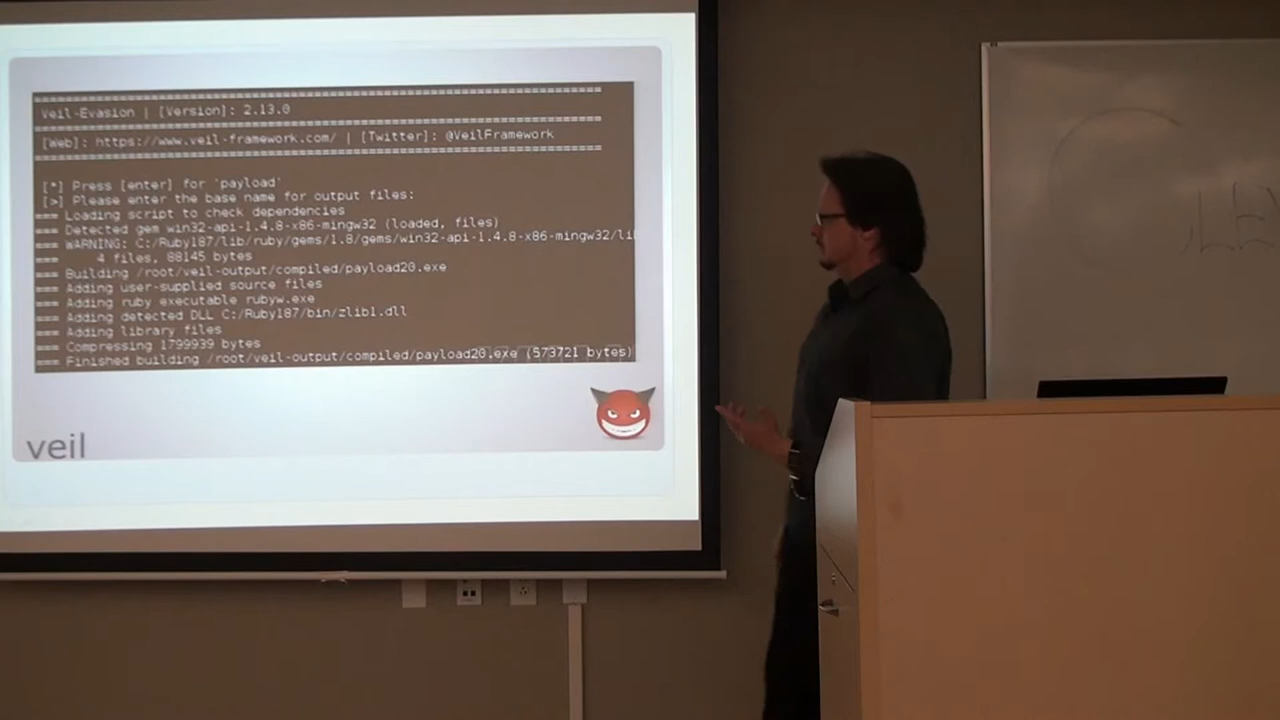 Veil-Evasion | [Version]: 2.13.0
[Web]: https://www.veil-framework.com/ | [Twitter]: @VeilFramework
[*] Press [enter] for 'payload'
[>] Please enter the base name for output files:
=== Loading script to check dependencies
=== Detected gem win32-api-1.4.8-x86-mingw32 (loaded, files)
=== WARNING: C:/Ruby187/lib/ruby/gems/1.8/gems/win32-api-1.4.8-x86-mingw32/li
=== 4 files, 88145 bytes
=== Building /root/veil-output/compiled/payload20.exe
=== Adding user-supplied source files
=== Adding ruby executable rubyw.exe
=== Adding detected DLL C:/Ruby187/bin/zlib1.dll
=== Adding library files
=== Compressing 1799939 bytes
=== Finished building /root/veil-output/compiled/payload20.exe (573721 bytes)
veil